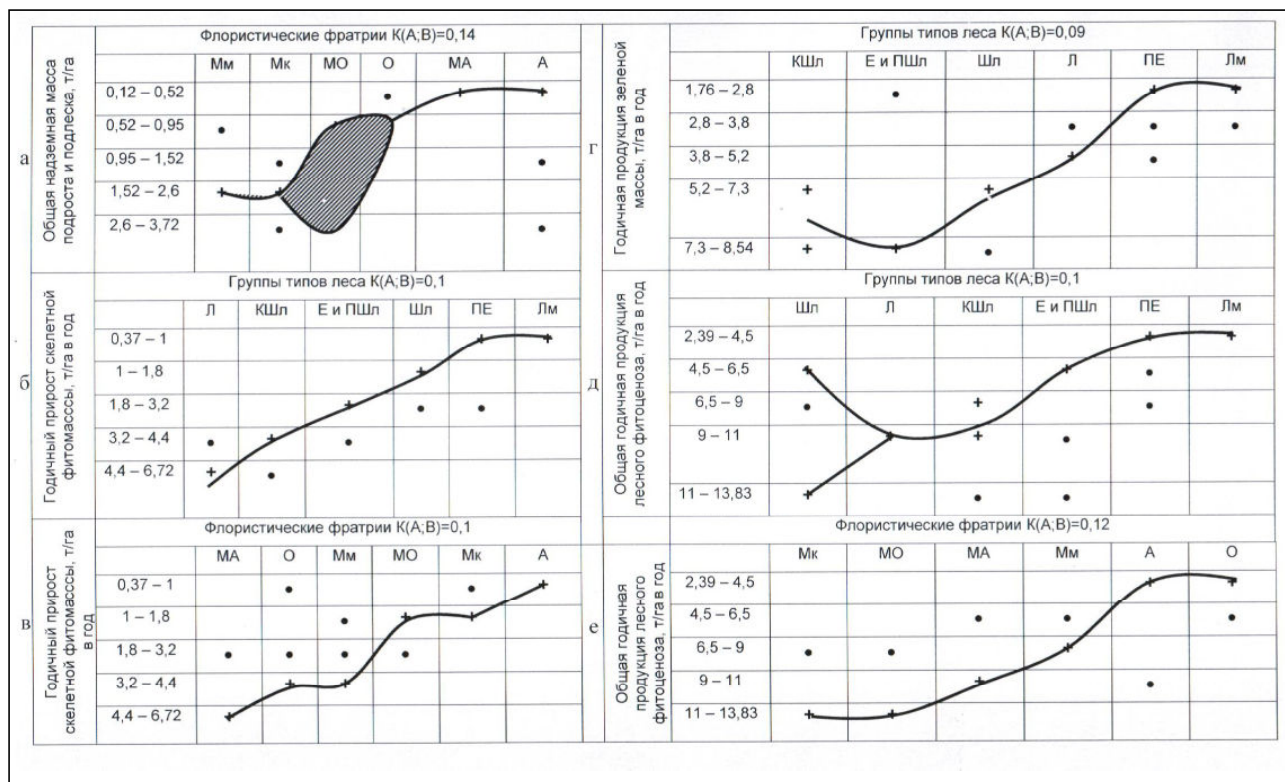 а
Общая надземная масса
подроста и подлеска, т/га
Флористические фратрии К(А;В)=0,14
Мм Мк МО О МА А
0,12 – 0,52
0,52 – 0,95
0,95 – 1,52
1,52 – 2,6
2,6 – 3,72
б
Годичный прирост скелетной
фитомасссы, т/га в год
Группы типов леса К(А;В)=0,1
Л КШл Е и ПШл Шл ПЕ Лм
0,37 – 1
1 – 1,8
1,8 – 3,2
3,2 – 4,4
4,4 – 6,72
в
Годичный прирост
скелетной фитомасссы, т/га
в год
Флористические фратрии К(А;В)=0,1
МА О Мм МО Мк А
0,37 – 1
1 – 1,8
1,8 – 3,2
3,2 – 4,4
4,4 – 6,72
г
Годичная продукция зеленой
массы, т/га в год
Группы типов леса К(А;В)=0,09
КШл Е и ПШл Шл Л ПЕ Лм
1,76 – 2,8
2,8 – 3,8
3,8 – 5,2
5,2 – 7,3
7,3 – 8,54
д
Общая годичная продукция
лесного фитоценоза, т/га в год
Группы типов леса К(А;В)=0,1
Шл Л КШл Е и ПШл ПЕ Лм
2,39 – 4,5
4,5 – 6,5
6,5 – 9
9 – 11
11 – 13,83
е
Общая годичная
продукция лесного
фитоценоза, т/га в год
Флористические фратрии К(А;В)=0,12
Мк МО МА Мм А О
2,39 – 4,5
4,5 – 6,5
6,5 – 9
9 – 11
11 – 13,83